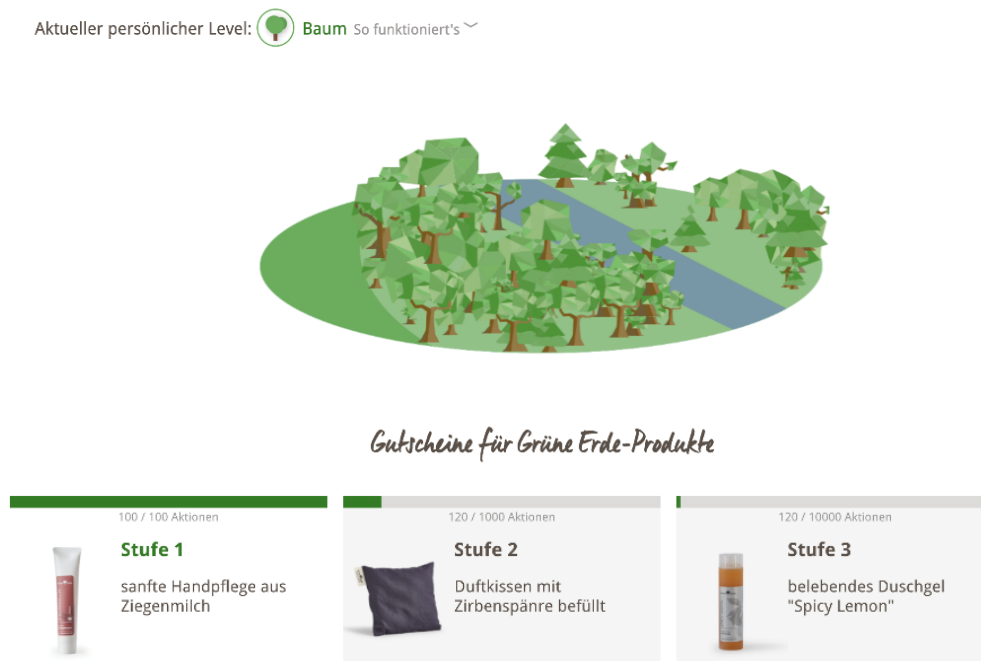 Aktueller persönlicher Level: Baum So funktioniert's
Gutscheine für Grüne Erde-Produkte
100 / 100 Aktionen
Stufe 1
sanfte Handpflege aus
Ziegenmilch
120 / 1000 Aktionen
Stufe 2
Duftkissen mit
Zirbenspänre befüllt
120 / 10000 Aktionen
Stufe 3
belebendes Duschgel
"Spicy Lemon"